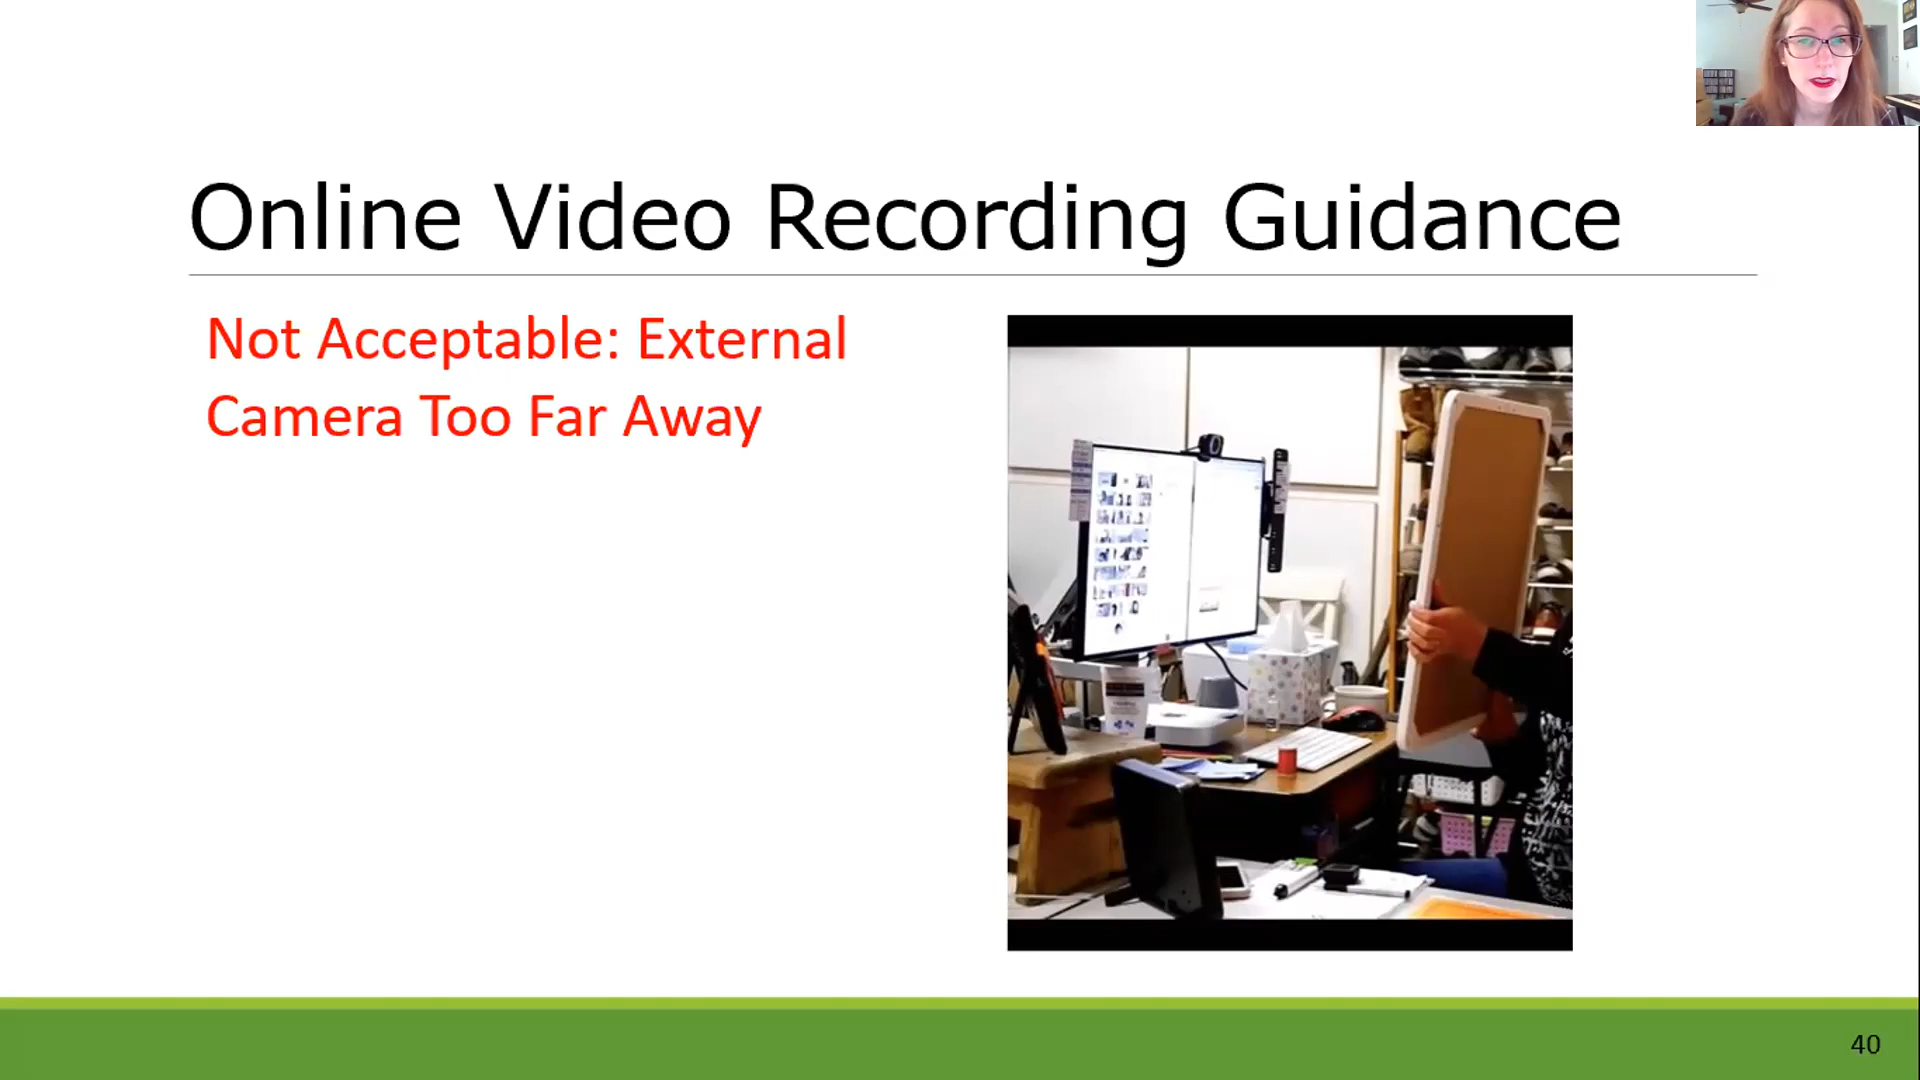 Online Video Recording Guidance
Not Acceptable: External
Camera Too Far Away
40